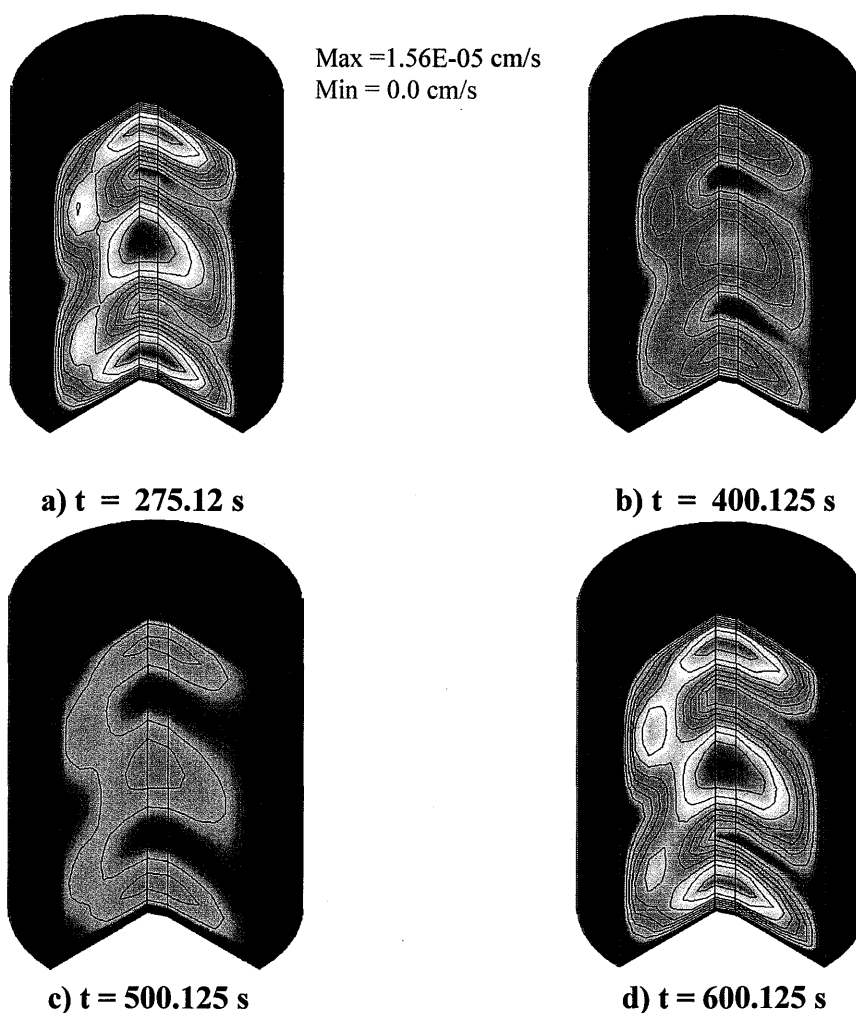 Max =1.56E-05 cm/s
Min = 0.0 cm/s
a) t = 275.12 s
b) t = 400.125 s
c) t = 500.125 s
d) t = 600.125 s